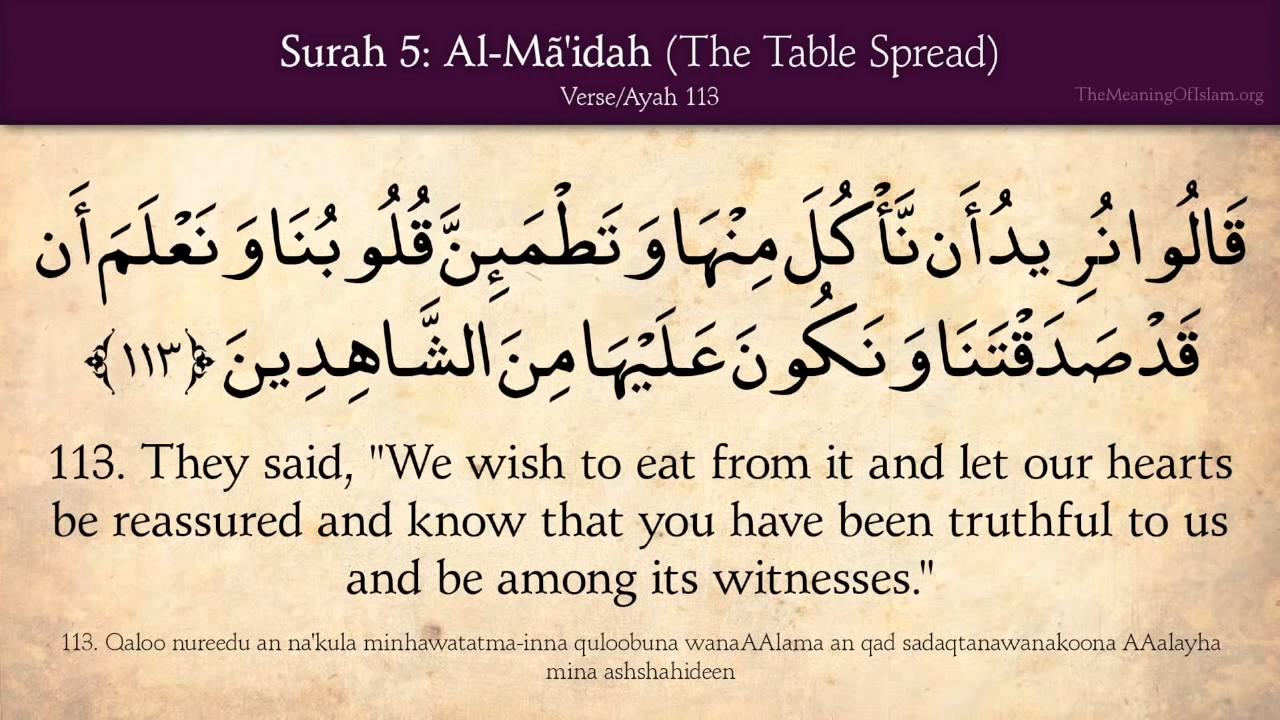 Surah 5: Al-Mã'idah (The Table Spread)
Verse/Ayah 113
TheMeaningOfIslam.org
قَالُوا نُرِيدُ أَن نَّأْكُلَ مِنْهَا وَتَطْمَئِنَّ قُلُوبُنَا وَنَعْلَمَ أَن
قَدْ صَدَقْتَنَا وَنَكُونَ عَلَيْهَا مِنَ الشَّاهِدِينَ ﴿١١٣﴾
113. They said, "We wish to eat from it and let our hearts
be reassured and know that you have been truthful to us
and be among its witnesses."
113. Qaloo nureedu an na'kula minhawatatma-inna quloobuna wanaAAlama an qad sadaqtanawanakoona AAalayha
mina ashshahideen